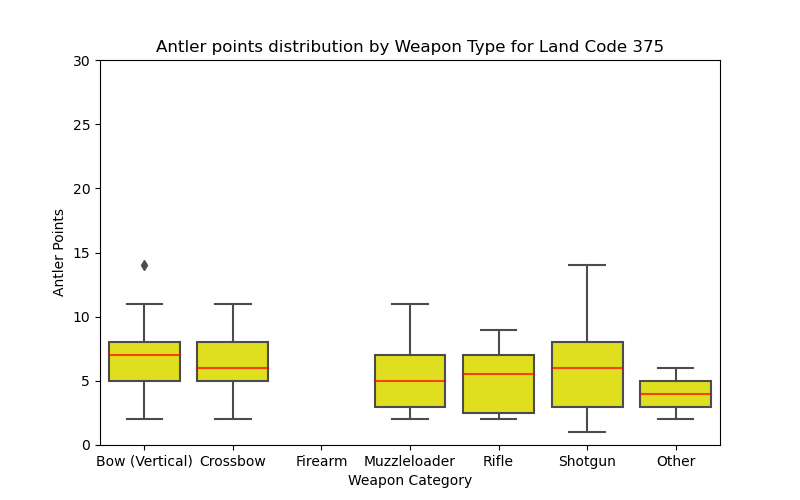 Antler points distribution by Weapon Type for Land Code 375
30
25
20
15
10
5
0
Antler Points
Bow (Vertical) Crossbow Firearm Muzzleloader Rifle Shotgun Other
Weapon Category